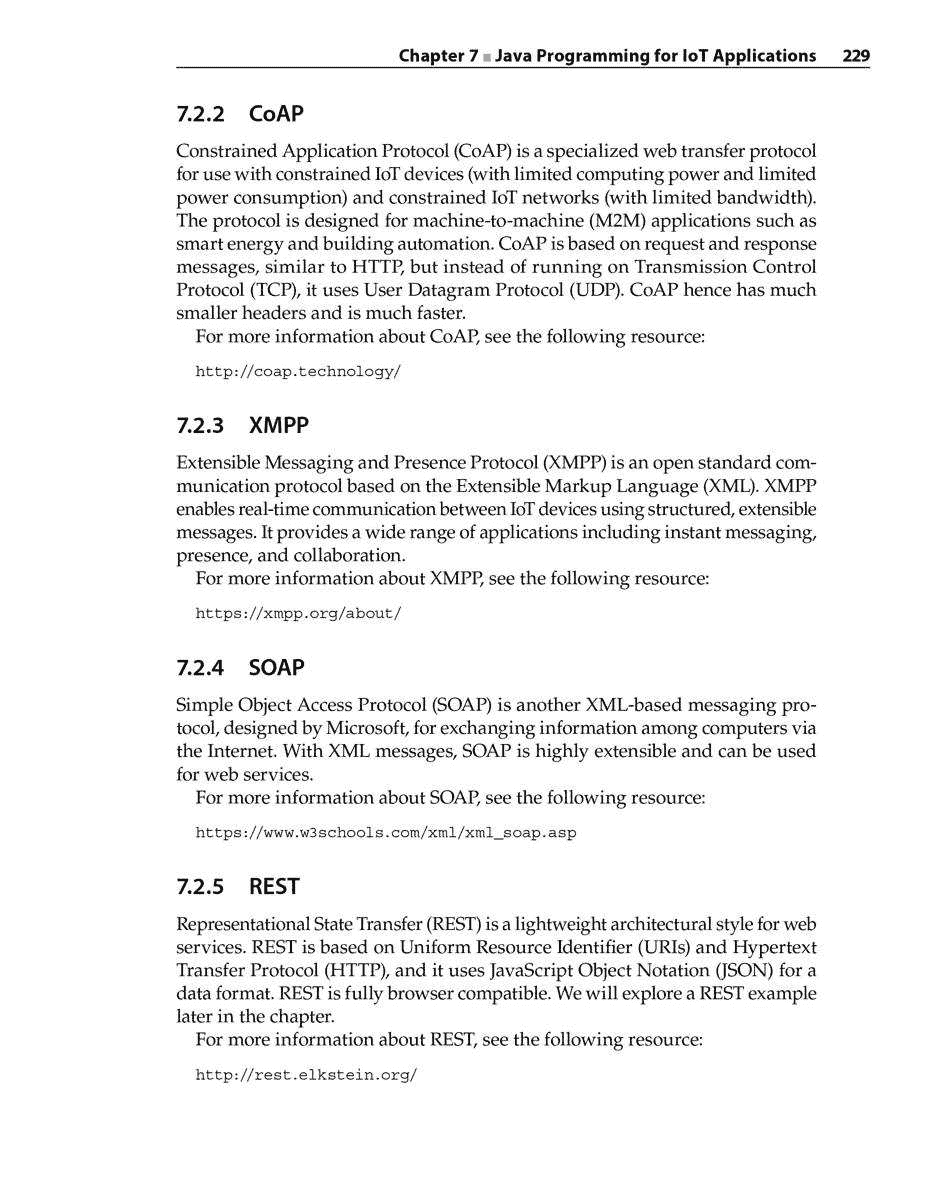 Chapter 7 ■ Java Programming for IoT Applications 229
7.2.2 CoAP
Constrained Application Protocol (CoAP) is a specialized web transfer protocol
for use with constrained IoT devices (with limited computing power and limited
power consumption) and constrained IoT networks (with limited bandwidth).
The protocol is designed for machine-to-machine (M2M) applications such as
smart energy and building automation. CoAP is based on request and response
messages, similar to HTTP, but instead of running on Transmission Control
Protocol (TCP), it uses User Datagram Protocol (UDP). CoAP hence has much
smaller headers and is much faster.
For more information about CoAP, see the following resource:
http://coap.technology/
7.2.3 XMPP
Extensible Messaging and Presence Protocol (XMPP) is an open standard com-
munication protocol based on the Extensible Markup Language (XML). XMPP
enables real-time communication between IoT devices using structured, extensible
messages. It provides a wide range of applications including instant messaging,
presence, and collaboration.
For more information about XMPP, see the following resource:
https://xmpp.org/about/
7.2.4 SOAP
Simple Object Access Protocol (SOAP) is another XML-based messaging pro-
tocol, designed by Microsoft, for exchanging information among computers via
the Internet. With XML messages, SOAP is highly extensible and can be used
for web services.
For more information about SOAP, see the following resource:
https://www.w3schools.com/xml/xml_soap.asp
7.2.5 REST
Representational State Transfer (REST) is a lightweight architectural style for web
services. REST is based on Uniform Resource Identifier (URIs) and Hypertext
Transfer Protocol (HTTP), and it uses JavaScript Object Notation (JSON) for a
data format. REST is fully browser compatible. We will explore a REST example
later in the chapter.
For more information about REST, see the following resource:
http://rest.elkstein.org/